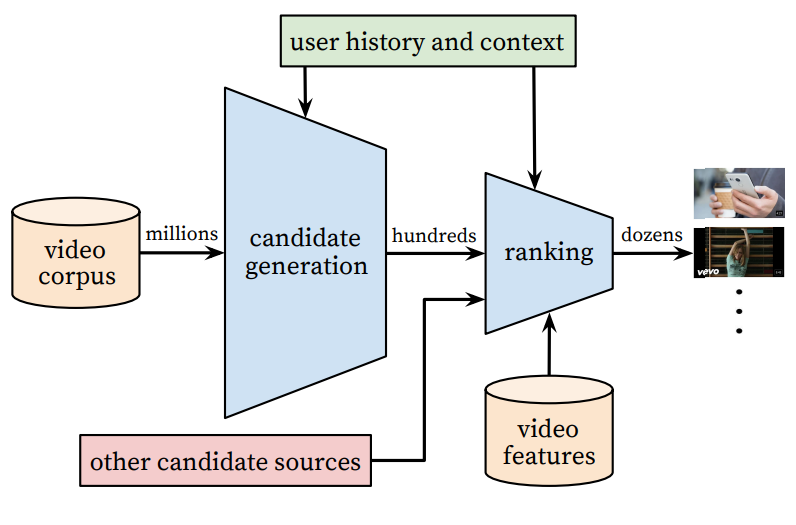 user history and context
video
corpus
millions
candidate
generation
hundreds
ranking
dozens
vevo
other candidate sources
video
features